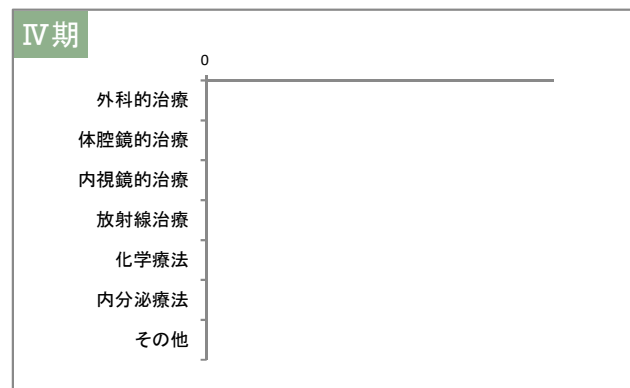 Ⅳ期
0
外科的治療
体腔鏡的治療
内視鏡的治療
放射線治療
化学療法
内分泌療法
その他